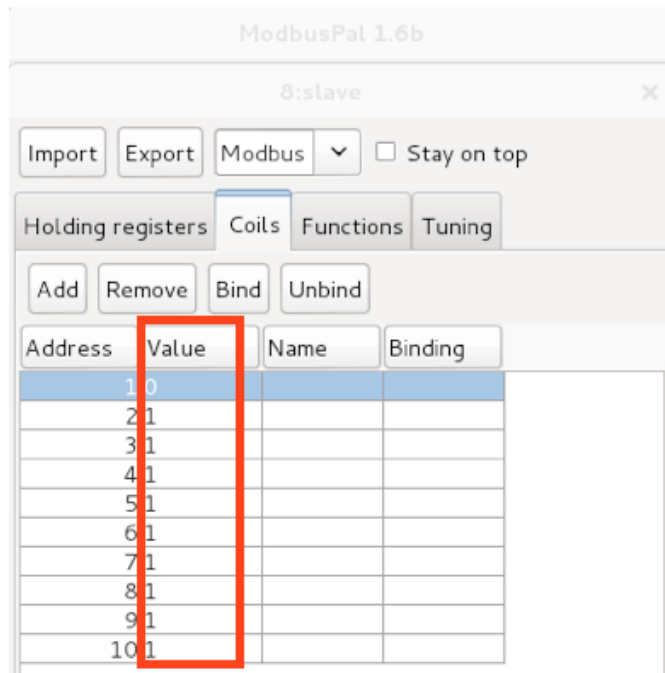 ModbusPal 1.6b
8:slave
Import Export Modbus Stay on top
Holding registers Coils Functions Tuning
Add Remove Bind Unbind
Address Value Name Binding
1 0
2 1
3 1
4 1
5 1
6 1
7 1
8 1
9 1
10 1